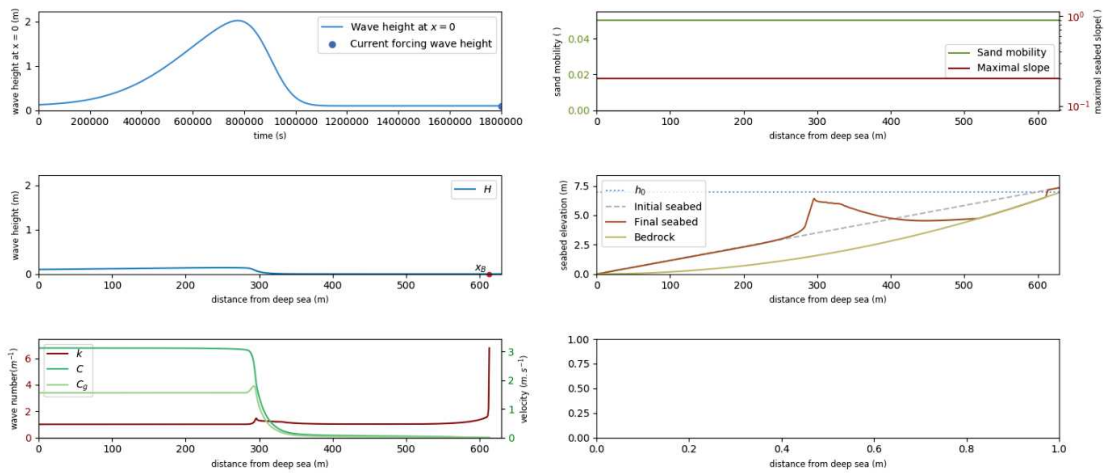 wave height at x = 0 (m)
2
1
0
Wave height at x = 0
Current forcing wave height
0 200000 400000 600000 800000 1000000 1200000 1400000 1600000 1800000
time (s)
sand mobility ( )
0.04
0.02
0.00
Sand mobility
Maximal slope
10⁰
10⁻¹
maximal seabed slope( )
0 100 200 300 400 500 600
distance from deep sea (m)
wave height (m)
2
1
0
H
x_B
0 100 200 300 400 500 600
distance from deep sea (m)
seabed elevation (m)
7.5
5.0
2.5
0.0
h₀
Initial seabed
Final seabed
Bedrock
0 100 200 300 400 500 600
distance from deep sea (m)
wave number(m⁻¹)
6
4
2
0
k
C
C_g
3
2
1
0
velocity (m. s⁻¹)
0 100 200 300 400 500 600
distance from deep sea (m)
1.00
0.75
0.50
0.25
0.00
0.0 0.2 0.4 0.6 0.8 1.0
distance from deep sea (m)